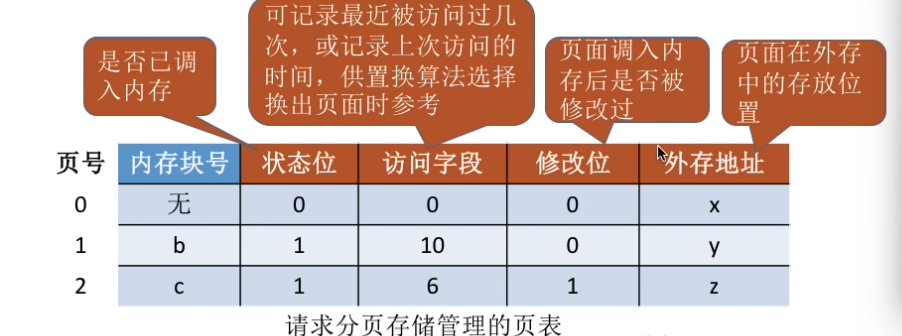 是否已调
入内存
可记录最近被访问过几
次，或记录上次访问的
时间，供置换算法选择
换出页面时参考
页面调入内
存后是否被
修改过
页面在外存
中的存放位
置
页号 内存块号 状态位 访问字段 修改位 外存地址
0 无 0 0 0 x
1 b 1 10 0 y
2 c 1 6 1 z
请求分页存储管理的页表